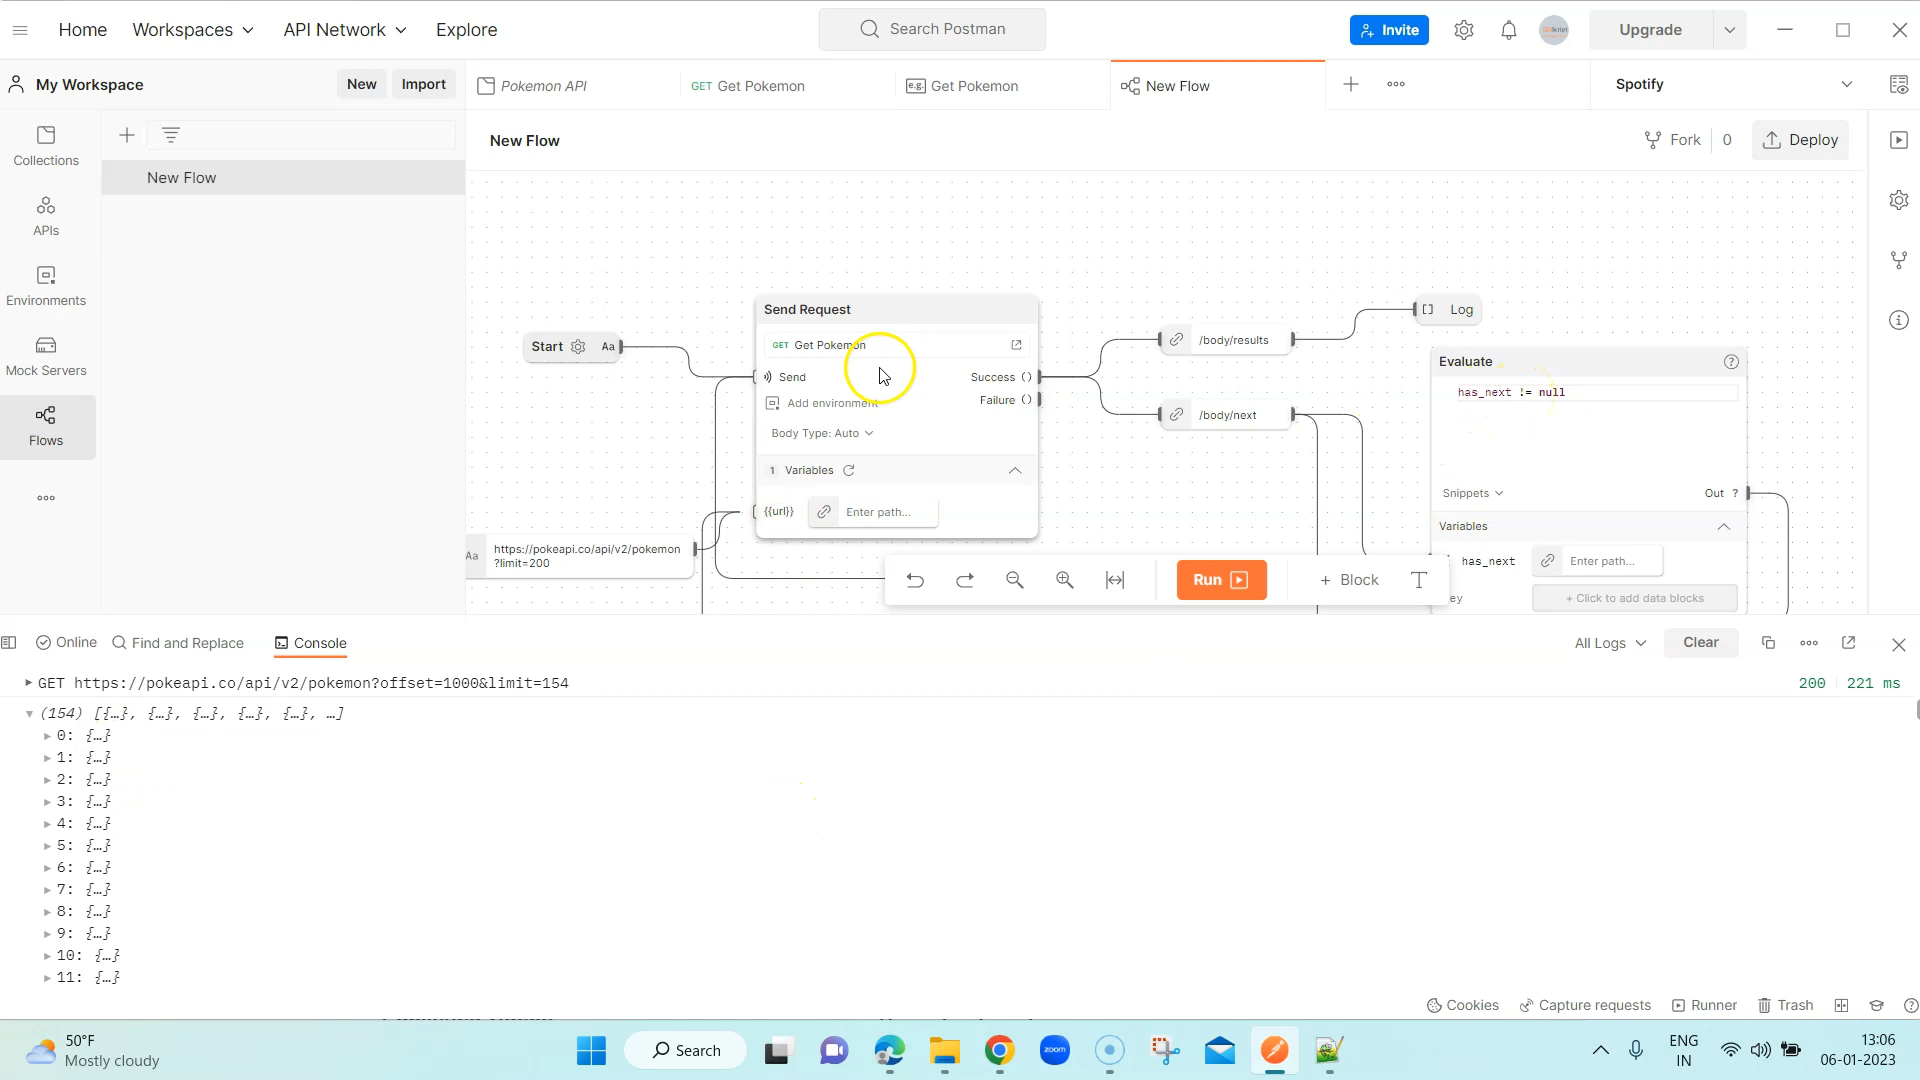 Home
Workspaces
API Network
Explore
Search Postman
Invite
Upgrade
My Workspace
New
Import
Pokemon API
GET Get Pokemon
e.g. Get Pokemon
New Flow
Spotify
Collections
New Flow
New Flow
Fork
0
Deploy
APIs
Environments
Mock Servers
Flows
Start
Aa
Send Request
GET Get Pokemon
Send
Success
Failure
Add environment
Body Type: Auto
1 Variables
{{url}}
Enter path...
Aa
https://pokeapi.co/api/v2/pokemon
?limit=200
/body/results
/body/next
[] Log
Evaluate
has_next != null
Snippets
Out ?
Variables
has_next
Enter path...
ey
+ Click to add data blocks
Run
+ Block
T
Online
Find and Replace
Console
All Logs
Clear
GET https://pokeapi.co/api/v2/pokemon?offset=1000&limit=154
200
221 ms
(154) [{…}, {…}, {…}, {…}, {…}, …]
0: {…}
1: {…}
2: {…}
3: {…}
4: {…}
5: {…}
6: {…}
7: {…}
8: {…}
9: {…}
10: {…}
11: {…}
Cookies
Capture requests
Runner
Trash
50°F
Mostly cloudy
Search
zoom
ENG
IN
13:06
06-01-2023